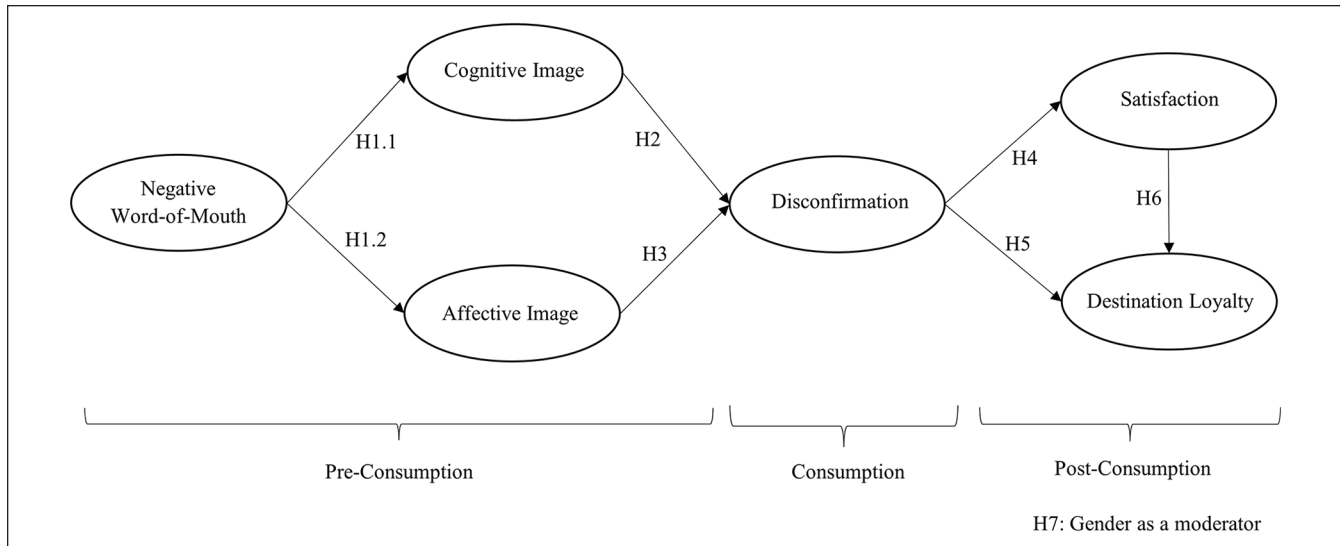 Cognitive Image
Satisfaction
H1.1
H2
H4
Negative
Word-of-Mouth
Disconfirmation
H6
H1.2
H3
H5
Affective Image
Destination Loyalty
Pre-Consumption
Consumption
Post-Consumption
H7: Gender as a moderator